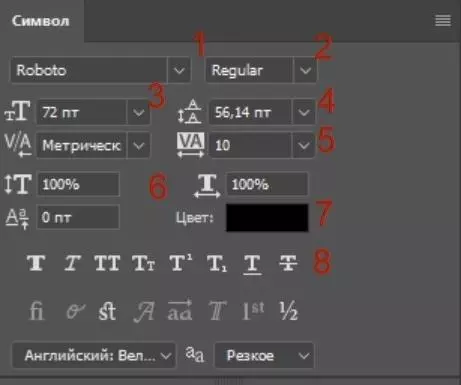 Символ
1 2
Roboto Regular
3 4
72 пт 56,14 пт
5
Метрическ 10
6
100% 100%
0 пт Цвет: 7
T T TT Tт T¹ T₁ T T 8
fi o st A ad T 1st ½
Английский: Вел... aa Резкое